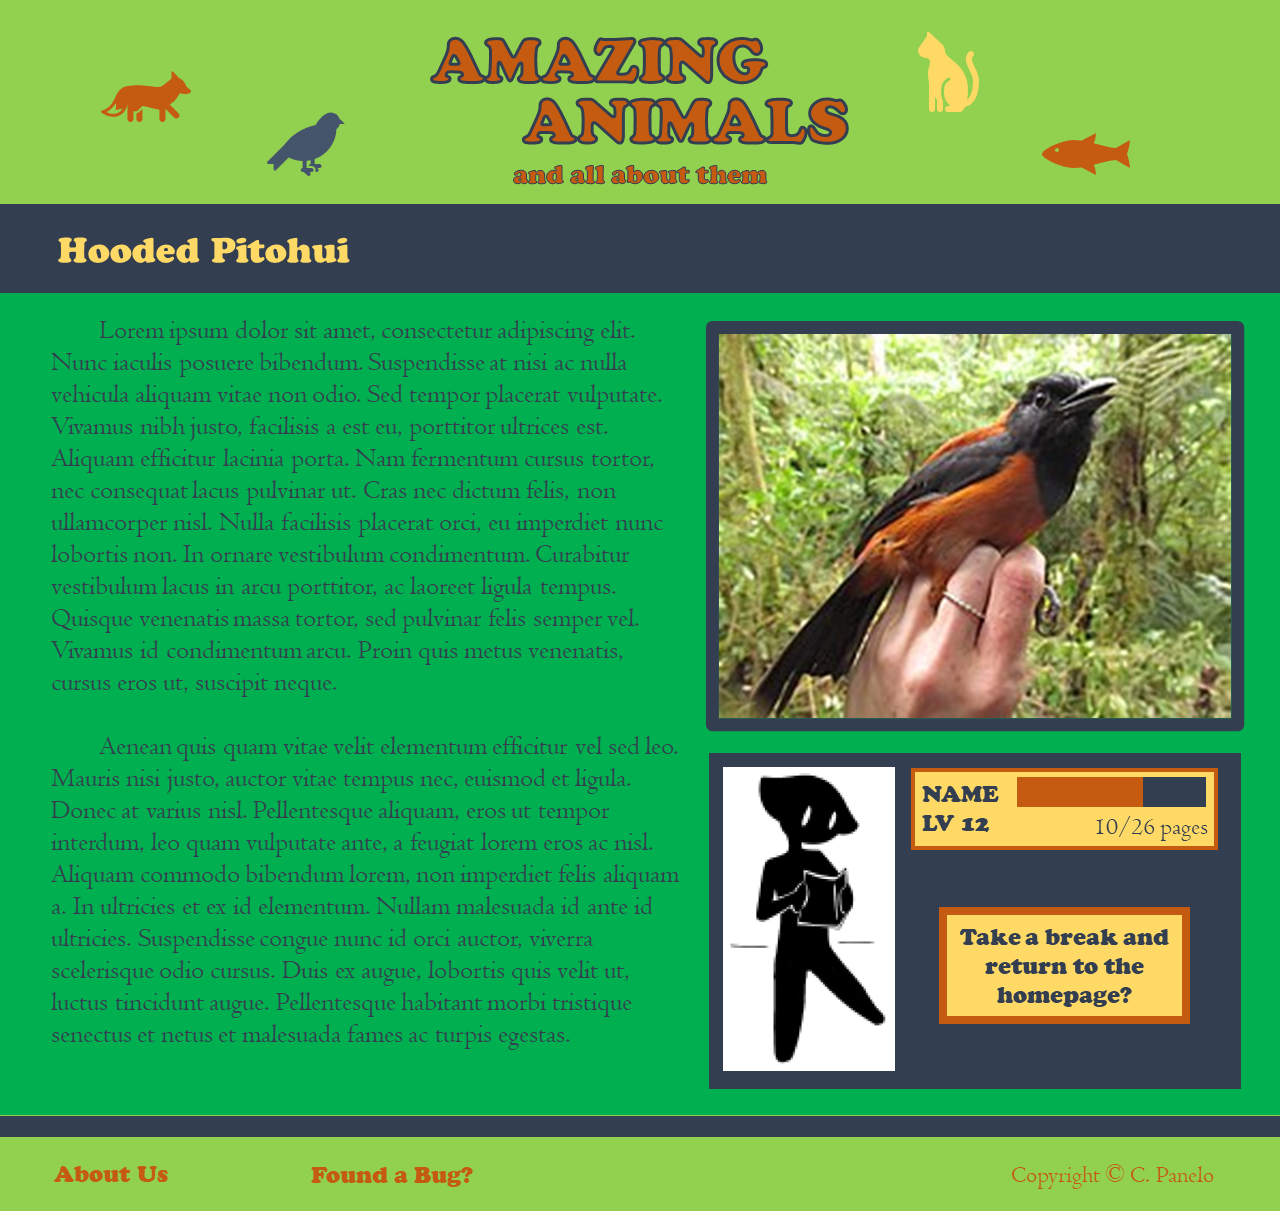 AMAZING
ANIMALS
and all about them
Hooded Pitohui
Lorem ipsum dolor sit amet, consectetur adipiscing elit.
Nunc iaculis posuere bibendum. Suspendisse at nisi ac nulla
vehicula aliquam vitae non odio. Sed tempor placerat vulputate.
Vivamus nibh justo, facilisis a est eu, porttitor ultrices est.
Aliquam efficitur lacinia porta. Nam fermentum cursus tortor,
nec consequat lacus pulvinar ut. Cras nec dictum felis, non
ullamcorper nisl. Nulla facilisis placerat orci, eu imperdiet nunc
lobortis non. In ornare vestibulum condimentum. Curabitur
vestibulum lacus in arcu porttitor, ac laoreet ligula tempus.
Quisque venenatis massa tortor, sed pulvinar felis semper vel.
Vivamus id condimentum arcu. Proin quis metus venenatis,
cursus eros ut, suscipit neque.
Aenean quis quam vitae velit elementum efficitur vel sed leo.
Mauris nisi justo, auctor vitae tempus nec, euismod et ligula.
Donec at varius nisl. Pellentesque aliquam, eros ut tempor
interdum, leo quam vulputate ante, a feugiat lorem eros ac nisl.
Aliquam commodo bibendum lorem, non imperdiet felis aliquam
a. In ultricies et ex id elementum. Nullam malesuada id ante id
ultricies. Suspendisse congue nunc id orci auctor, viverra
scelerisque odio cursus. Duis ex augue, lobortis quis velit ut,
luctus tincidunt augue. Pellentesque habitant morbi tristique
senectus et netus et malesuada fames ac turpis egestas.
NAME
LV 12
10/26 pages
Take a break and
return to the
homepage?
About Us
Found a Bug?
Copyright © C. Panelo